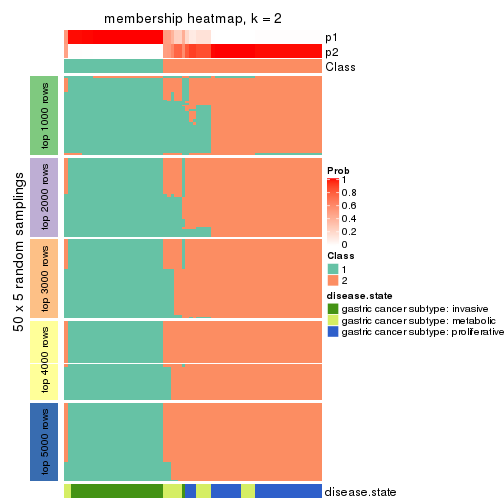 membership heatmap, k = 2
p1
p2
Class
50 x 5 random samplings
top 1000 rows
top 2000 rows
top 3000 rows
top 4000 rows
top 5000 rows
Prob
1
0.8
0.6
0.4
0.2
0
Class
1
2
disease.state
gastric cancer subtype: invasive
gastric cancer subtype: metabolic
gastric cancer subtype: proliferative
disease.state